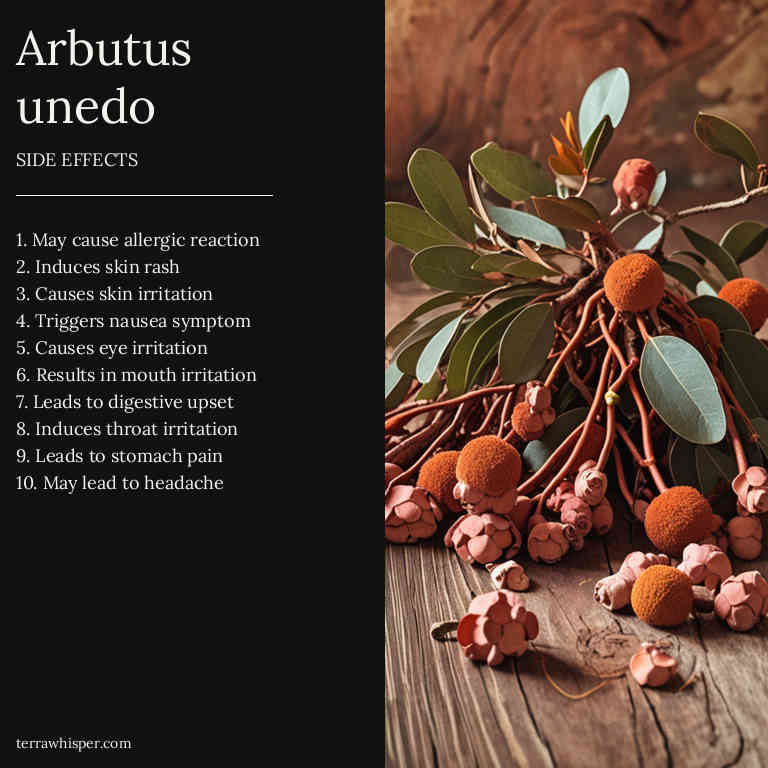 Arbutus
unedo
SIDE EFFECTS
1. May cause allergic reaction
2. Induces skin rash
3. Causes skin irritation
4. Triggers nausea symptom
5. Causes eye irritation
6. Results in mouth irritation
7. Leads to digestive upset
8. Induces throat irritation
9. Leads to stomach pain
10. May lead to headache
terrawhisper.com